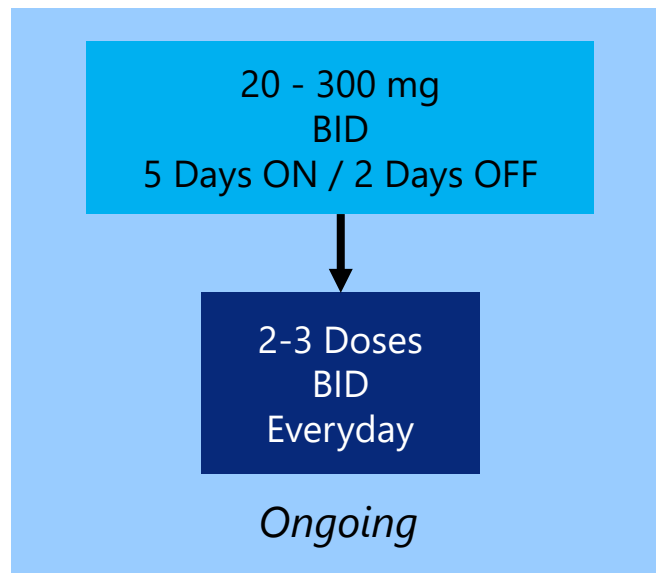 20 - 300 mg
BID
5 Days ON / 2 Days OFF
2-3 Doses
BID
Everyday
Ongoing